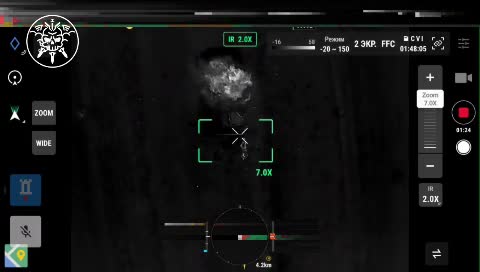 IR 2.0X
-16
50
Режим
-20 ~ 150
2 ЭКР.
FFC
CVI
01:48:05
ZOOM
WIDE
Zoom
7.0X
01:24
7.0X
IR
2.0X
4.2km